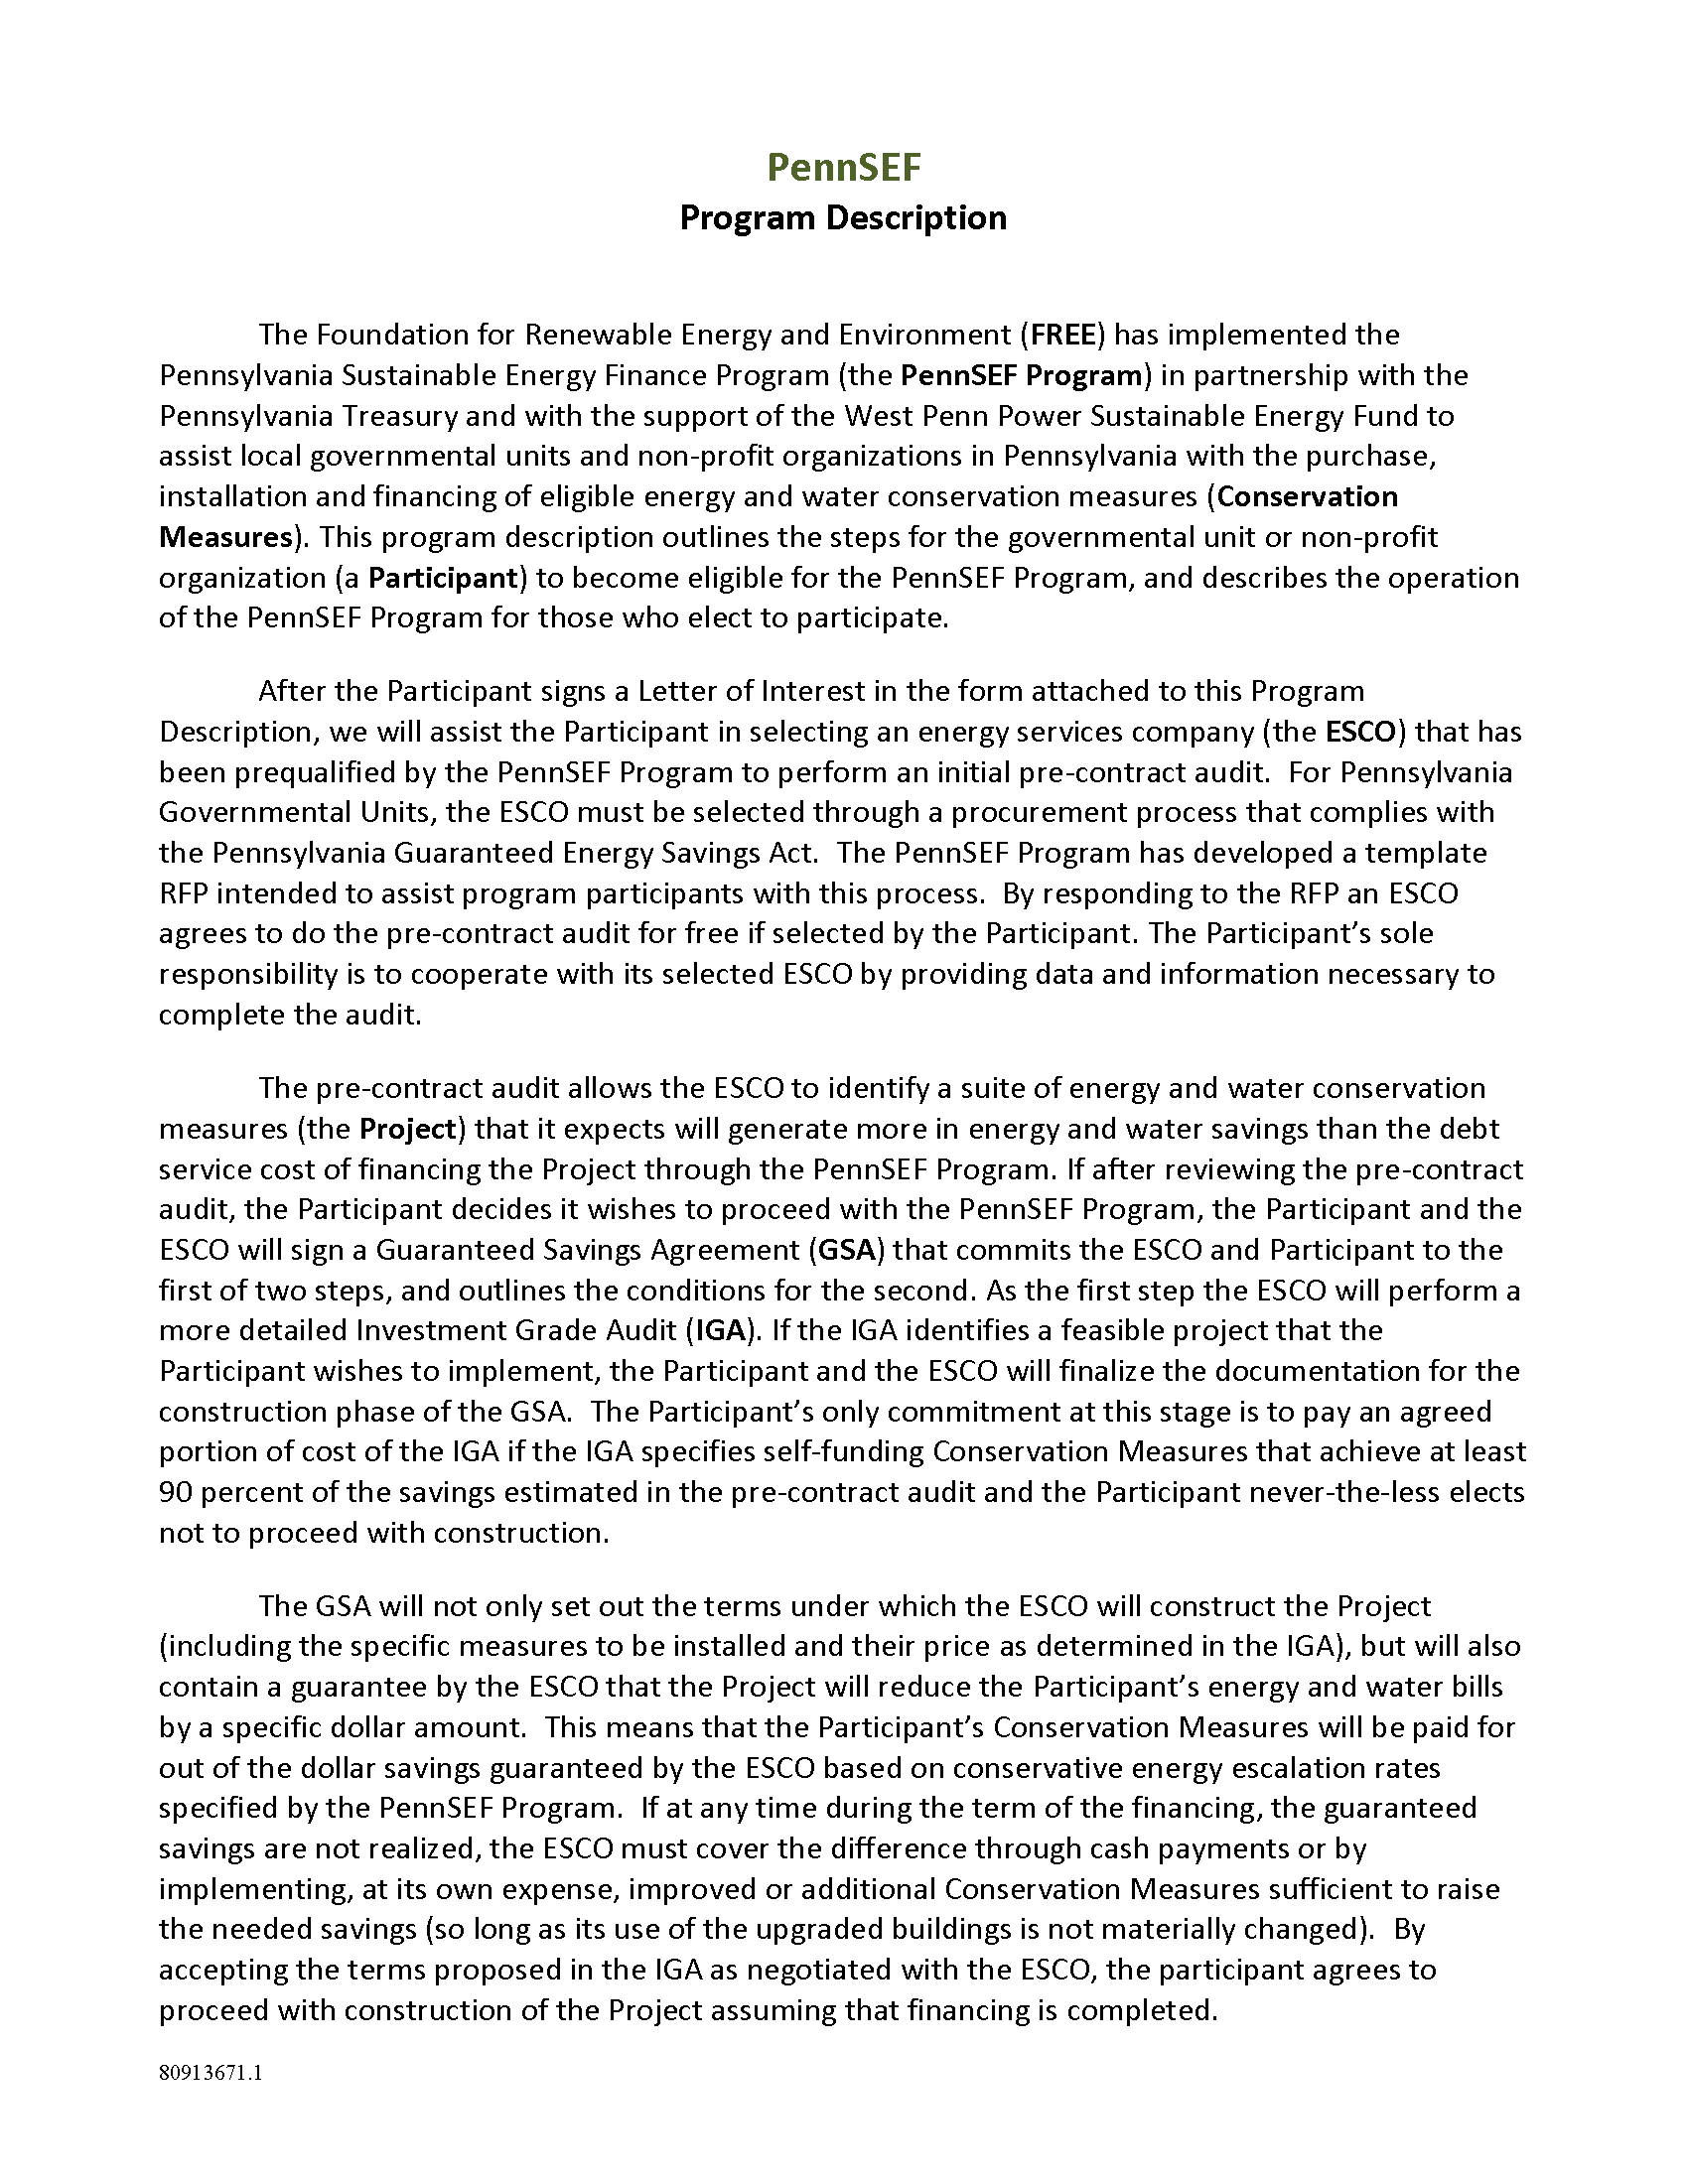 PennSEF
Program Description
The Foundation for Renewable Energy and Environment (FREE) has implemented the
Pennsylvania Sustainable Energy Finance Program (the PennSEF Program) in partnership with the
Pennsylvania Treasury and with the support of the West Penn Power Sustainable Energy Fund to
assist local governmental units and non-profit organizations in Pennsylvania with the purchase,
installation and financing of eligible energy and water conservation measures (Conservation
Measures). This program description outlines the steps for the governmental unit or non-profit
organization (a Participant) to become eligible for the PennSEF Program, and describes the operation
of the PennSEF Program for those who elect to participate.
After the Participant signs a Letter of Interest in the form attached to this Program
Description, we will assist the Participant in selecting an energy services company (the ESCO) that has
been prequalified by the PennSEF Program to perform an initial pre-contract audit.  For Pennsylvania
Governmental Units, the ESCO must be selected through a procurement process that complies with
the Pennsylvania Guaranteed Energy Savings Act.  The PennSEF Program has developed a template
RFP intended to assist program participants with this process.  By responding to the RFP an ESCO
agrees to do the pre-contract audit for free if selected by the Participant. The Participant’s sole
responsibility is to cooperate with its selected ESCO by providing data and information necessary to
complete the audit.
The pre-contract audit allows the ESCO to identify a suite of energy and water conservation
measures (the Project) that it expects will generate more in energy and water savings than the debt
service cost of financing the Project through the PennSEF Program. If after reviewing the pre-contract
audit, the Participant decides it wishes to proceed with the PennSEF Program, the Participant and the
ESCO will sign a Guaranteed Savings Agreement (GSA) that commits the ESCO and Participant to the
first of two steps, and outlines the conditions for the second. As the first step the ESCO will perform a
more detailed Investment Grade Audit (IGA). If the IGA identifies a feasible project that the
Participant wishes to implement, the Participant and the ESCO will finalize the documentation for the
construction phase of the GSA.  The Participant’s only commitment at this stage is to pay an agreed
portion of cost of the IGA if the IGA specifies self-funding Conservation Measures that achieve at least
90 percent of the savings estimated in the pre-contract audit and the Participant never-the-less elects
not to proceed with construction.
The GSA will not only set out the terms under which the ESCO will construct the Project
(including the specific measures to be installed and their price as determined in the IGA), but will also
contain a guarantee by the ESCO that the Project will reduce the Participant’s energy and water bills
by a specific dollar amount.  This means that the Participant’s Conservation Measures will be paid for
out of the dollar savings guaranteed by the ESCO based on conservative energy escalation rates
specified by the PennSEF Program.  If at any time during the term of the financing, the guaranteed
savings are not realized, the ESCO must cover the difference through cash payments or by
implementing, at its own expense, improved or additional Conservation Measures sufficient to raise
the needed savings (so long as its use of the upgraded buildings is not materially changed).  By
accepting the terms proposed in the IGA as negotiated with the ESCO, the participant agrees to
proceed with construction of the Project assuming that financing is completed.
80913671.1